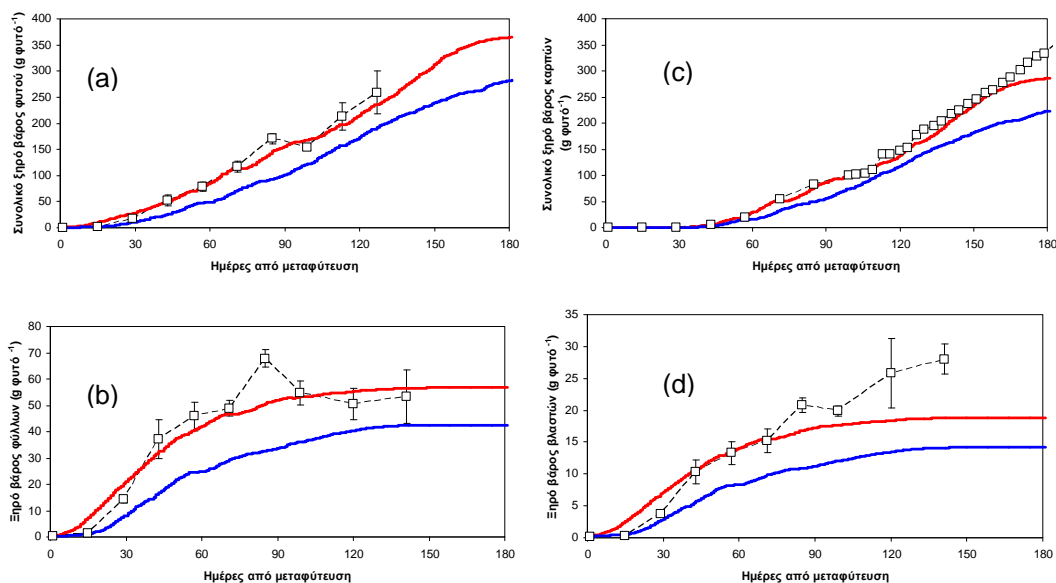 (a)
Συνολικό ξηρό βάρος φυτού (g φυτό⁻¹)
400
350
300
250
200
150
100
50
0
0 30 60 90 120 150 180
Ημέρες από μεταφύτευση
(c)
Συνολικό ξηρό βάρος καρπών
(g φυτό⁻¹)
400
350
300
250
200
150
100
50
0
0 30 60 90 120 150 180
Ημέρες από μεταφύτευση
(b)
Ξηρό βάρος φύλλων (g φυτό ⁻¹)
80
70
60
50
40
30
20
10
0
0 30 60 90 120 150 180
Ημέρες από μεταφύτευση
(d)
Ξηρό βάρος βλαστών (g φυτό ⁻¹)
35
30
25
20
15
10
5
0
0 30 60 90 120 150 180
Ημέρες από μεταφύτευση